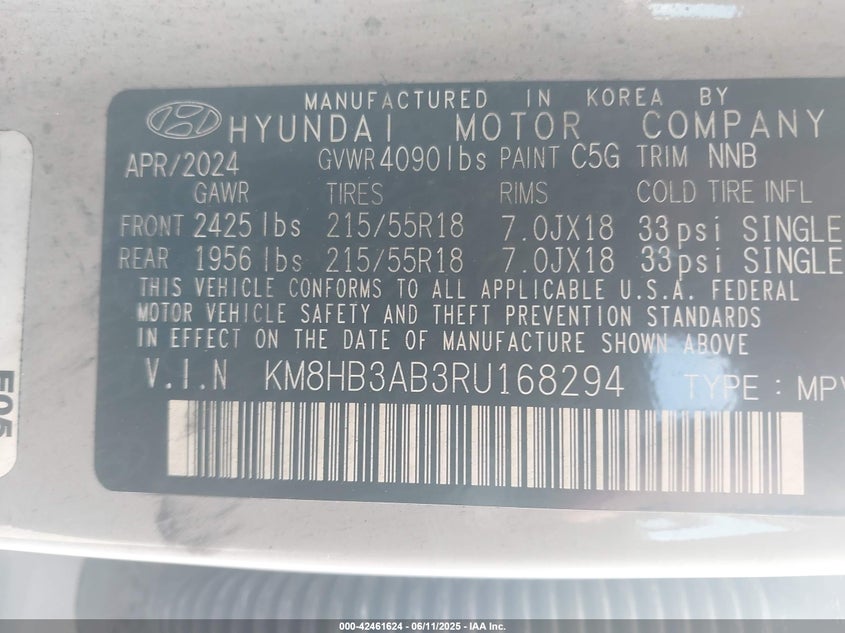 MANUFACTURED IN KOREA BY
HYUNDAI MOTOR COMPANY
APR/2024 GVWR 4090 lbs PAINT C5G TRIM NNB
GAWR TIRES RIMS COLD TIRE INFL
FRONT 2425 lbs 215/55R18 7.0JX18 33psi SINGLE
REAR 1956 lbs 215/55R18 7.0JX18 33psi SINGLE
THIS VEHICLE CONFORMS TO ALL APPLICABLE U.S.A. FEDERAL
MOTOR VEHICLE SAFETY AND THEFT PREVENTION STANDARDS
IN EFFECT ON THE DATE OF MANUFACTURE SHOWN ABOVE
V.I.N KM8HB3AB3RU168294 TYPE: MPV
E05
000-42461624 - 06/11/2025 - IAA Inc.